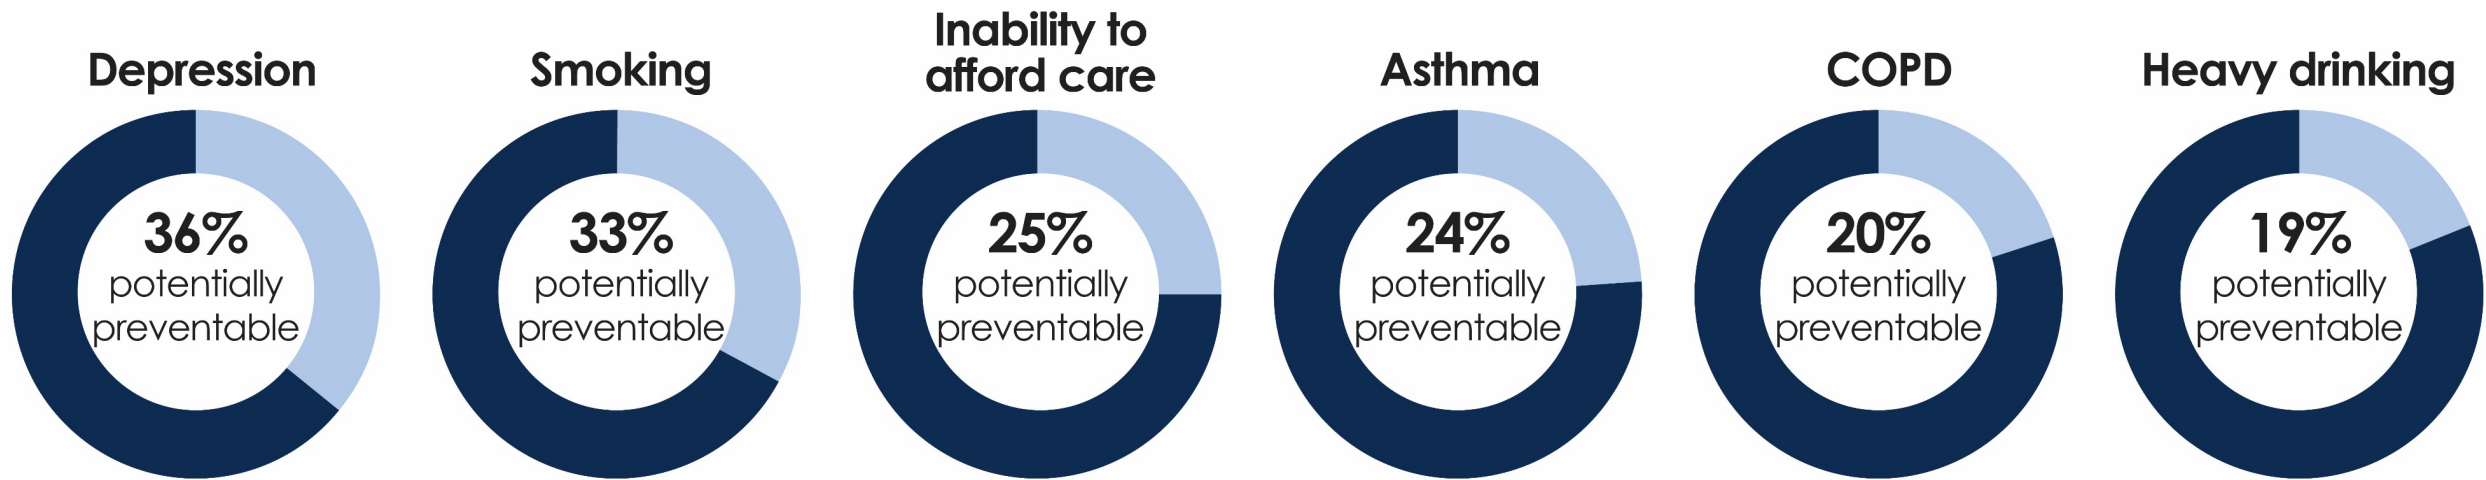 Depression
36%
potentially
preventable
Smoking
33%
potentially
preventable
Inability to
afford care
25%
potentially
preventable
Asthma
24%
potentially
preventable
COPD
20%
potentially
preventable
Heavy drinking
19%
potentially
preventable